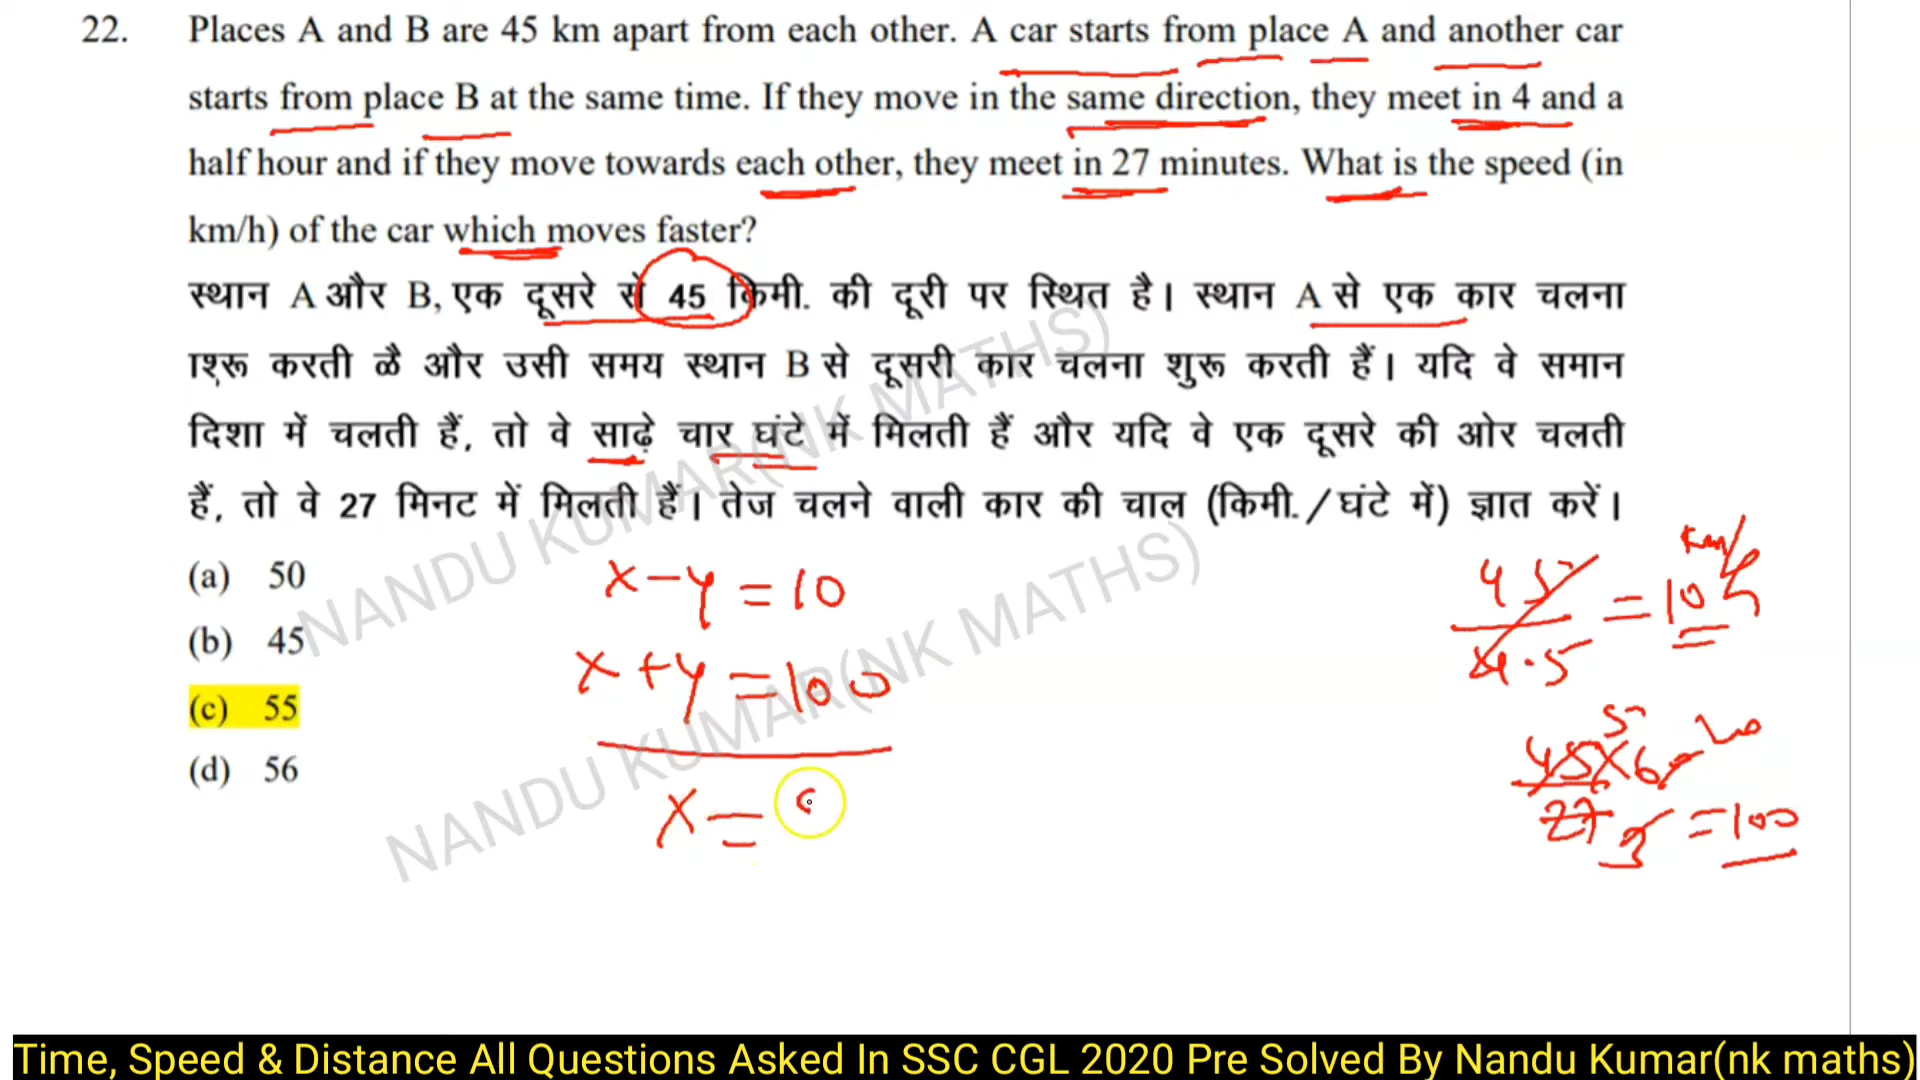 22. Places A and B are 45 km apart from each other. A car starts from place A and another car
starts from place B at the same time. If they move in the same direction, they meet in 4 and a
half hour and if they move towards each other, they meet in 27 minutes. What is the speed (in
km/h) of the car which moves faster?
स्थान A और B, एक दूसरे से 45 किमी. की दूरी पर स्थित है। स्थान A से एक कार चलना
श्शुरू करती ळै और उसी समय स्थान B से दूसरी कार चलना शुरू करती हैं। यदि वे समान
दिशा में चलती हैं, तो वे साढ़े चार घंटे में मिलती हैं और यदि वे एक दूसरे की ओर चलती
हैं, तो वे 27 मिनट में मिलती हैं। तेज चलने वाली कार की चाल (किमी./घंटे में) ज्ञात करें।
(a) 50
(b) 45
(c) 55
(d) 56
x - y = 10
x + y = 100
x =
45/4.5 = 10 km/h
45 × 60
27 3 = 100
5
NANDU KUMAR(NK MATHS)
NANDU KUMAR(NK MATHS)
Time, Speed & Distance All Questions Asked In SSC CGL 2020 Pre Solved By Nandu Kumar(nk maths)